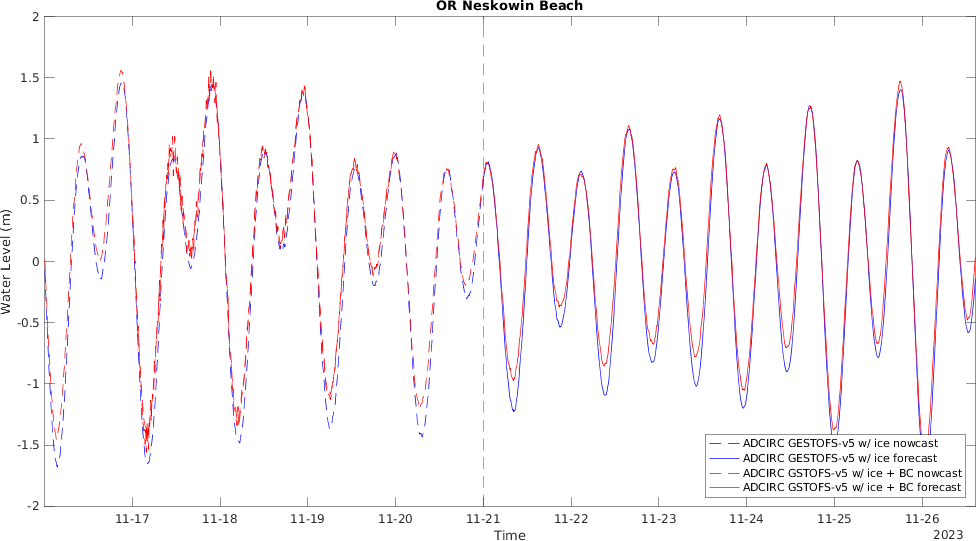 OR Neskowin Beach
2
1.5
1
0.5
0
-0.5
-1
-1.5
-2
Water Level (m)
11-17
11-18
11-19
11-20
11-21
11-22
11-23
11-24
11-25
11-26
Time
2023
ADCIRC GESTOFS-v5 w/ ice nowcast
ADCIRC GESTOFS-v5 w/ ice forecast
ADCIRC GSTOFS-v5 w/ ice + BC nowcast
ADCIRC GSTOFS-v5 w/ ice + BC forecast